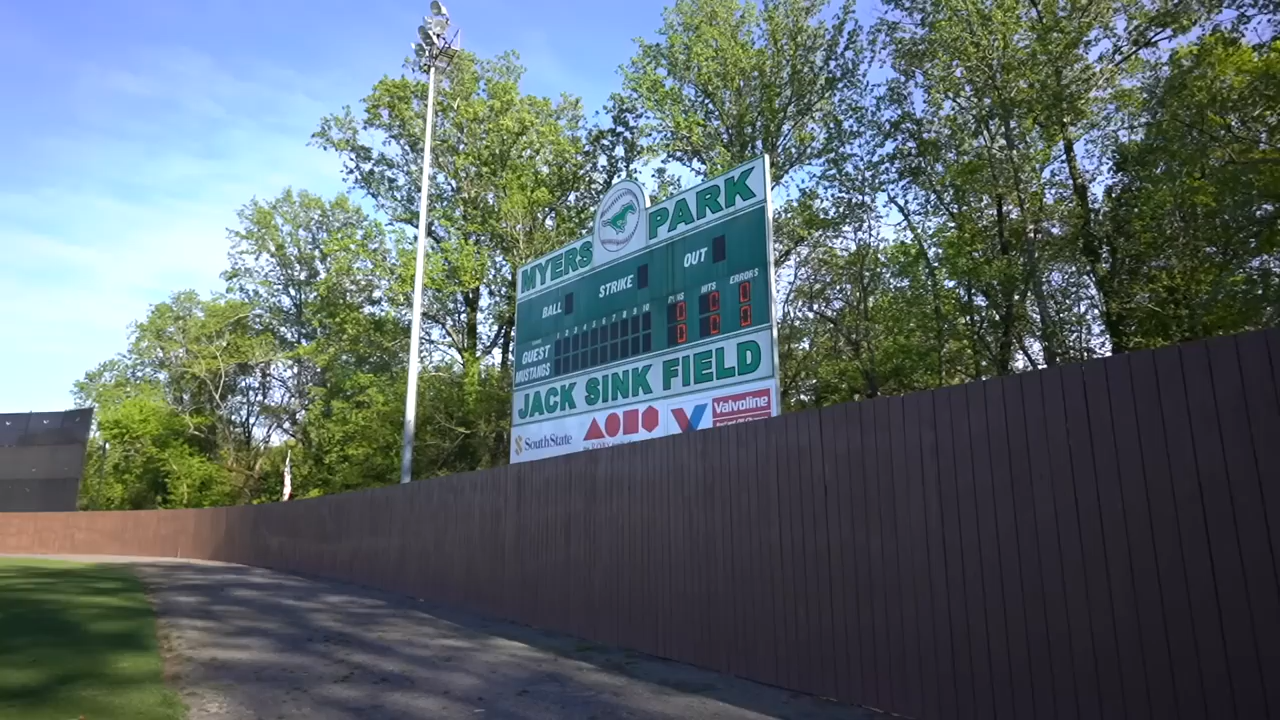 MYERS PARK
BALL STRIKE OUT
1 2 3 4 5 6 7 8 9 10 RUNS HITS ERRORS
GUEST 0 0 0
MUSTANGS 0 0 0
JACK SINK FIELD
SouthState
Valvoline